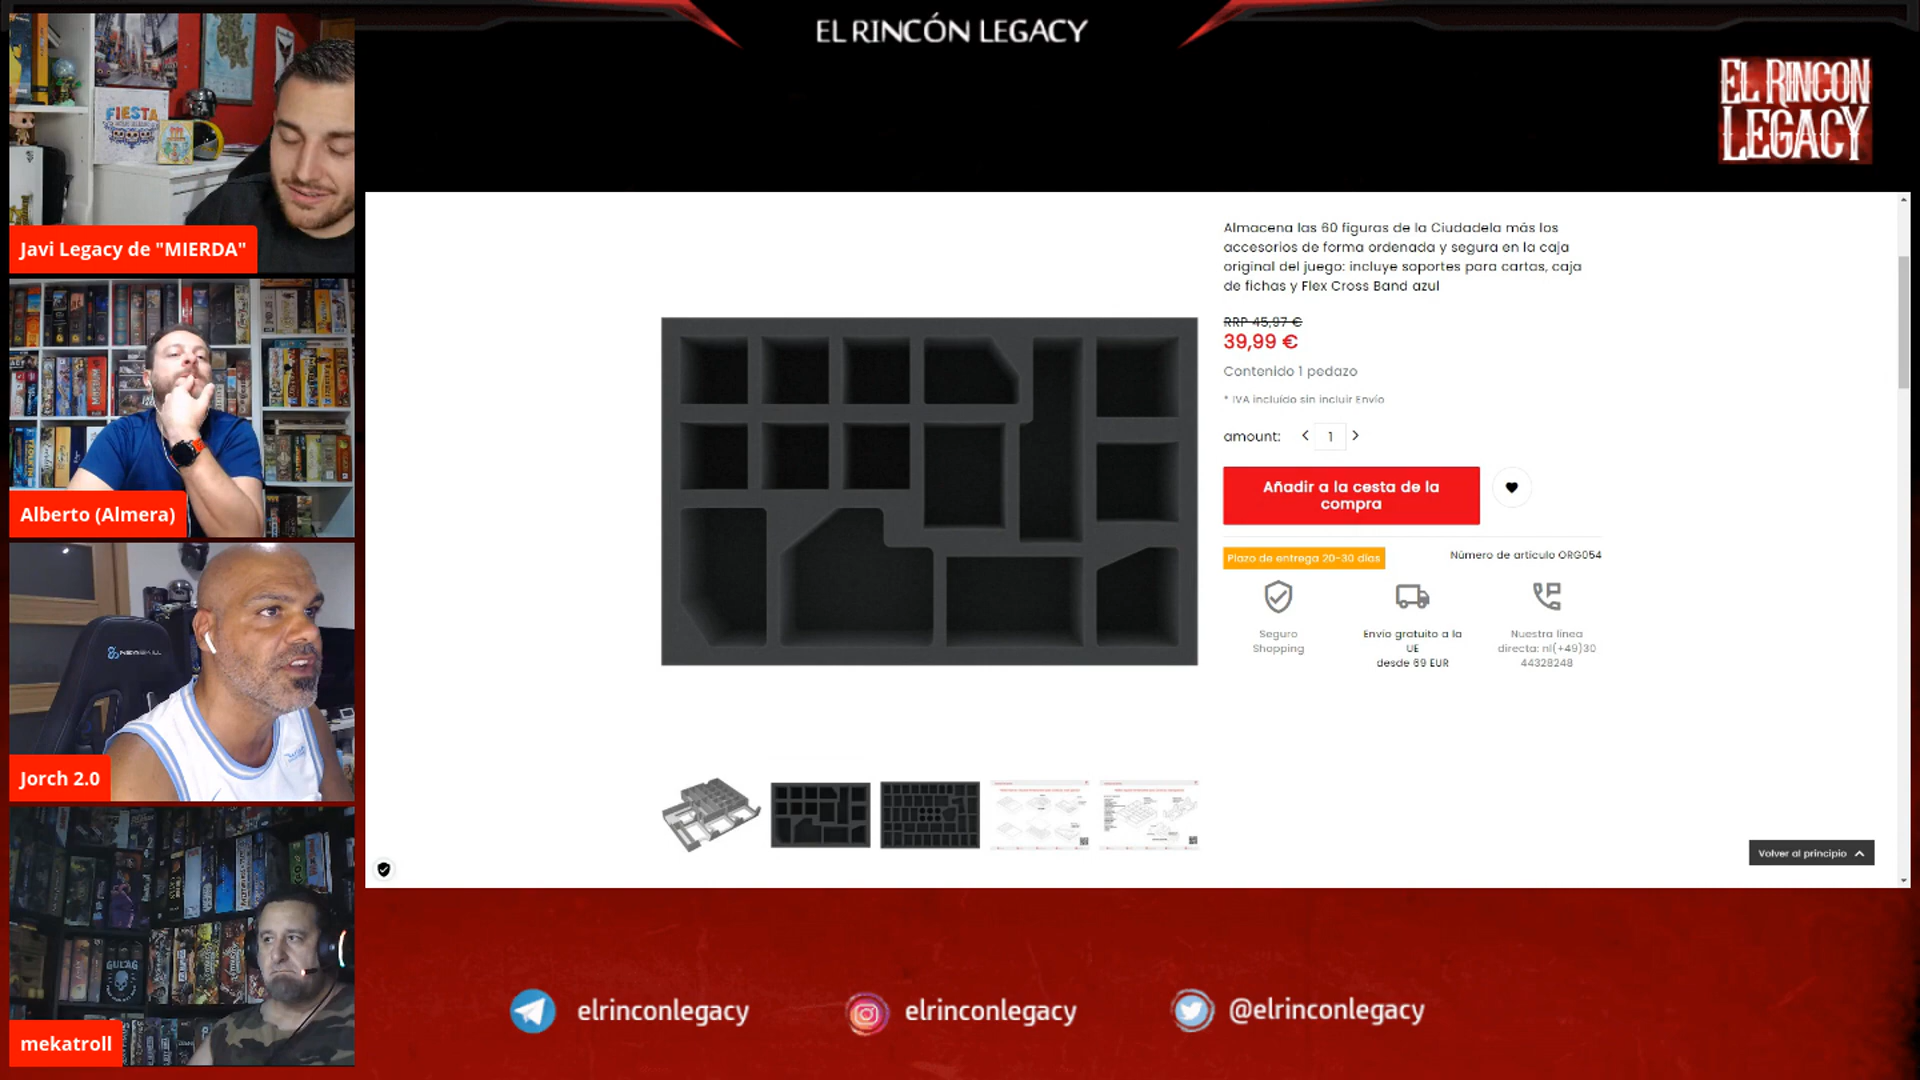 EL RINCÓN LEGACY
EL RINCON
LEGACY
FIESTA
Javi Legacy de "MIERDA"
Alberto (Almera)
Jorch 2.0
GULAG
mekatroll
Almacena las 60 figuras de la Ciudadela más los
accesorios de forma ordenada y segura en la caja
original del juego: incluye soportes para cartas, caja
de fichas y Flex Cross Band azul
RRP 45,97 €
39,99 €
Contenido 1 pedazo
* IVA incluido sin incluir Envío
amount:
1
Añadir a la cesta de la
compra
Plazo de entrega 20-30 días
Número de artículo ORG054
Seguro
Shopping
Envío gratuito a la
UE
desde 69 EUR
Nuestra línea
directa: nl(+49)30
44328248
Volver al principio
elrinconlegacy
elrinconlegacy
@elrinconlegacy